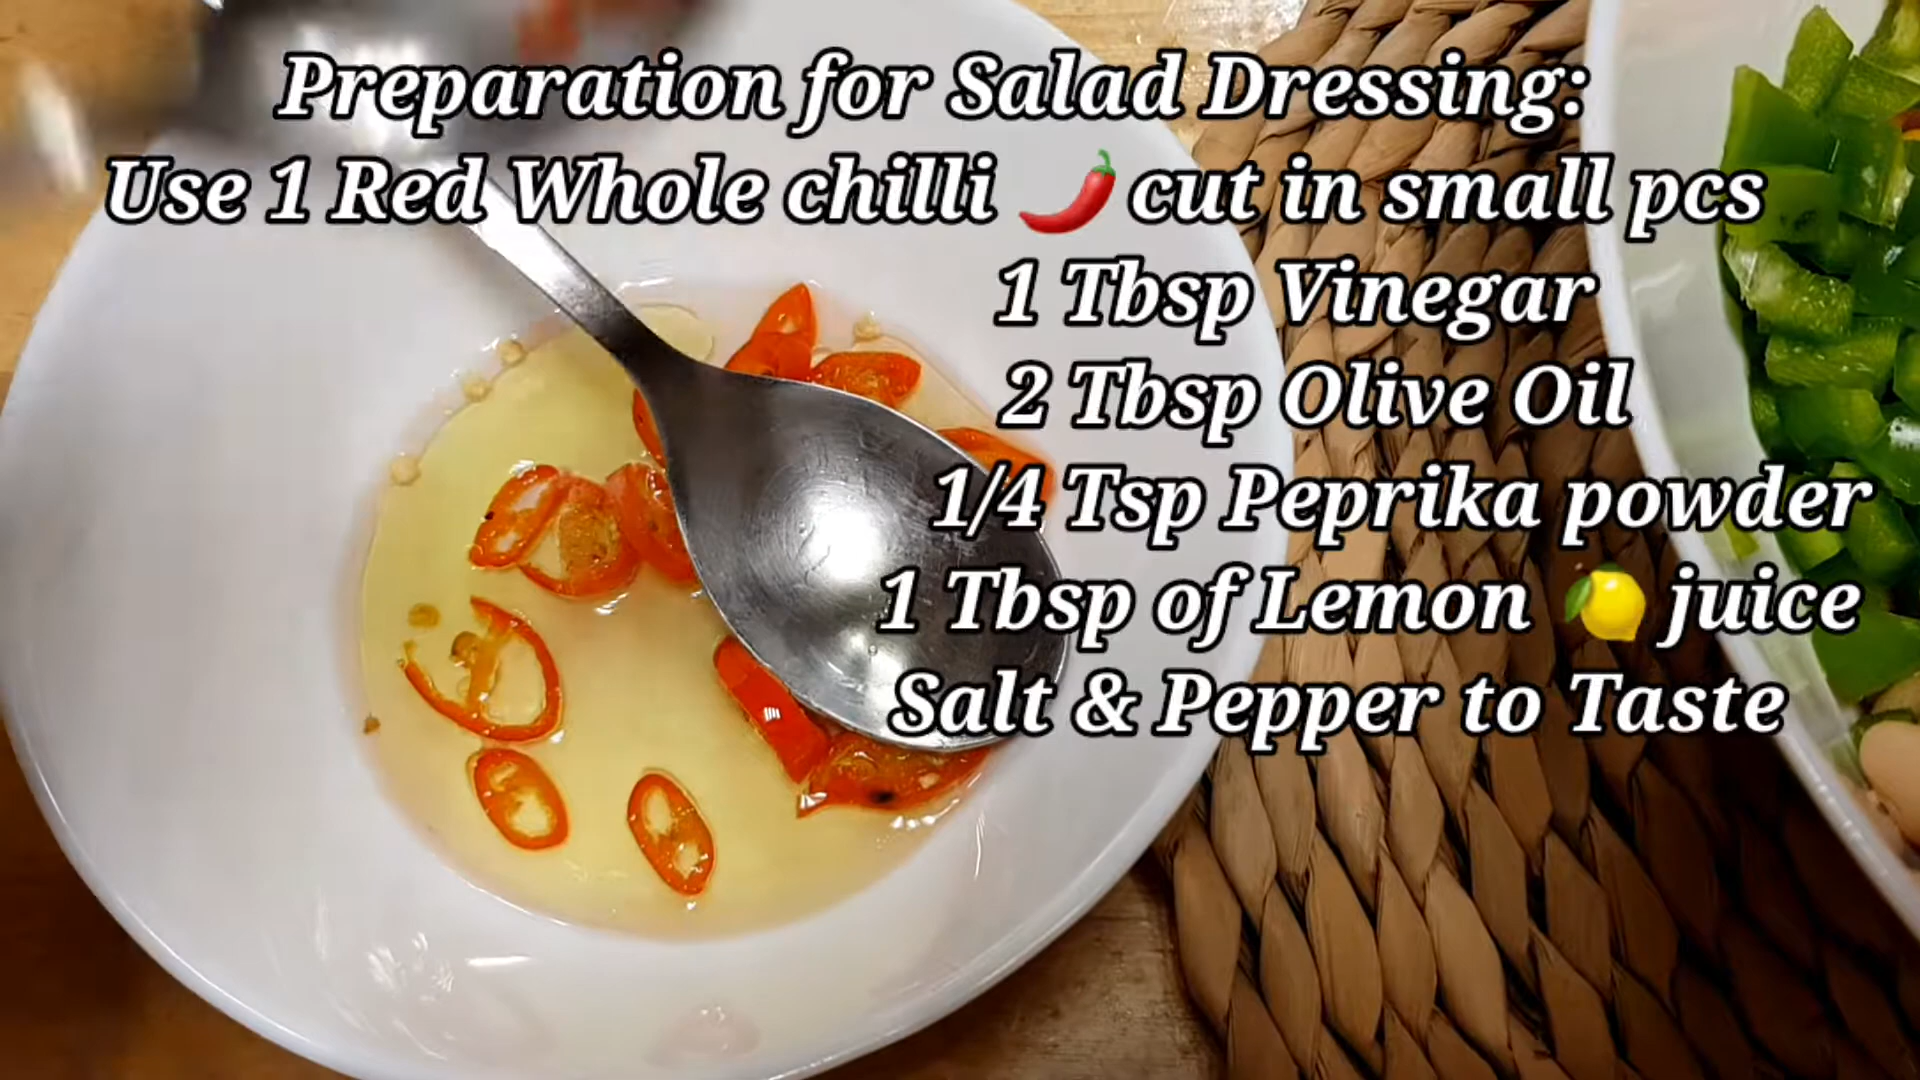 Preparation for Salad Dressing:
Use 1 Red Whole chilli 🌶️ cut in small pcs
1 Tbsp Vinegar
2 Tbsp Olive Oil
1/4 Tsp Peprika powder
1 Tbsp of Lemon 🍋 juice
Salt & Pepper to Taste